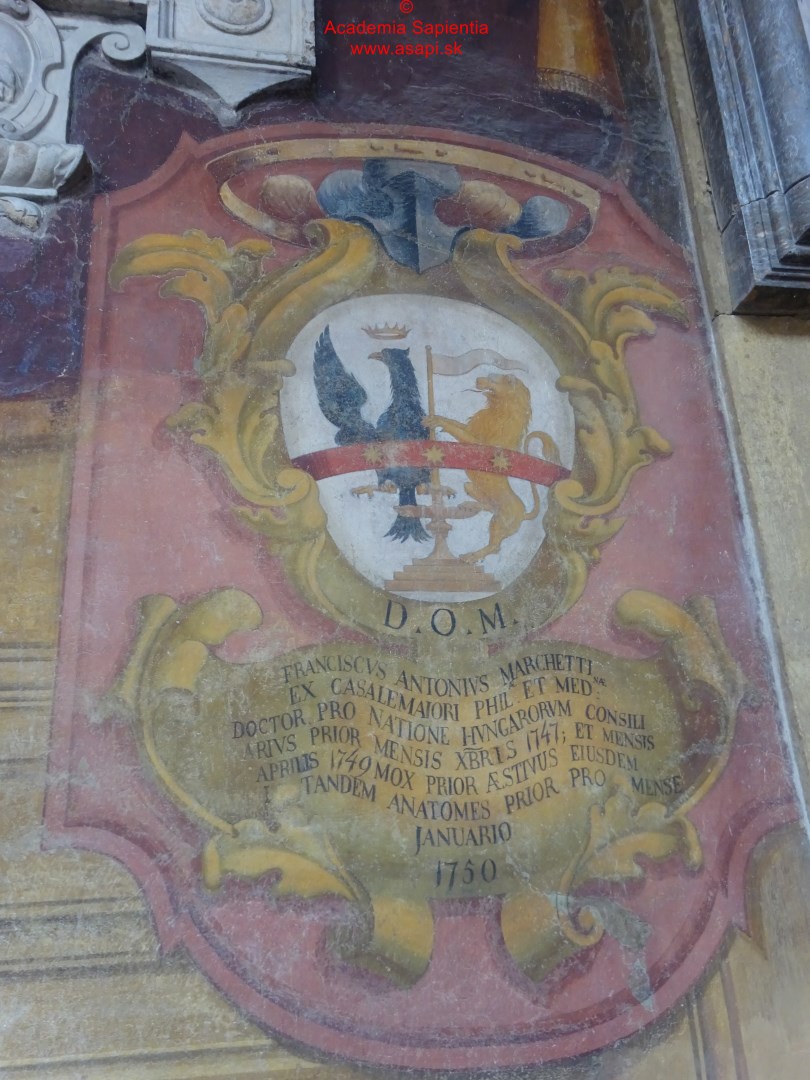 ©
Academia Sapientia
www.asapi.sk
D.O.M.
FRANCISCVS ANTONIVS MARCHETTI
EX CASALEMAIORI PHIL.Æ ET MED.NÆ
DOCTOR. PRO NATIONE HVNGARORVM CONSILI
ARIVS PRIOR MENSIS XBRIS 1747; ET MENSIS
APRILIS 1749 MOX PRIOR ÆSTIVUS EIUSDEM
TANDEM ANATOMES PRIOR PRO MENSE
JANUARIO
1750